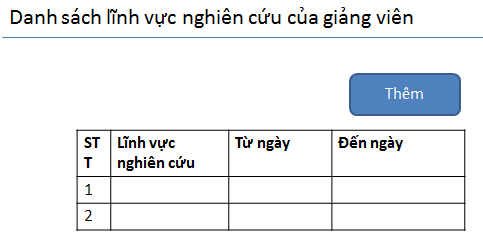 Danh sách lĩnh vực nghiên cứu của giảng viên
Thêm
ST Lĩnh vực Từ ngày Đến ngày
T nghiên cứu
1
2